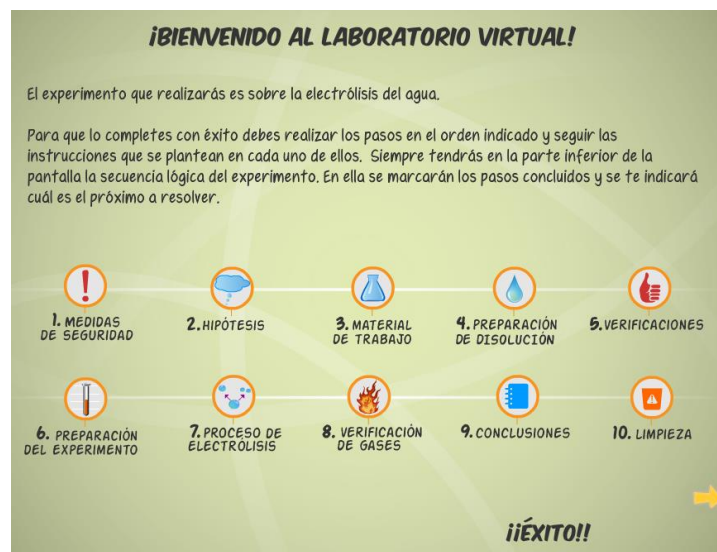 ¡BIENVENIDO AL LABORATORIO VIRTUAL!
El experimento que realizarás es sobre la electrólisis del agua.
Para que lo completes con éxito debes realizar los pasos en el orden indicado y seguir las
instrucciones que se plantean en cada uno de ellos. Siempre tendrás en la parte inferior de la
pantalla la secuencia lógica del experimento. En ella se marcarán los pasos concluidos y se te indicará
cuál es el próximo a resolver.
1. MEDIDAS
DE SEGURIDAD
2. HIPÓTESIS
3. MATERIAL
DE TRABAJO
4. PREPARACIÓN
DE DISOLUCIÓN
5. VERIFICACIONES
6. PREPARACIÓN
DEL EXPERIMENTO
7. PROCESO DE
ELECTRÓLISIS
8. VERIFICACIÓN
DE GASES
9. CONCLUSIONES
10. LIMPIEZA
¡¡ÉXITO!!